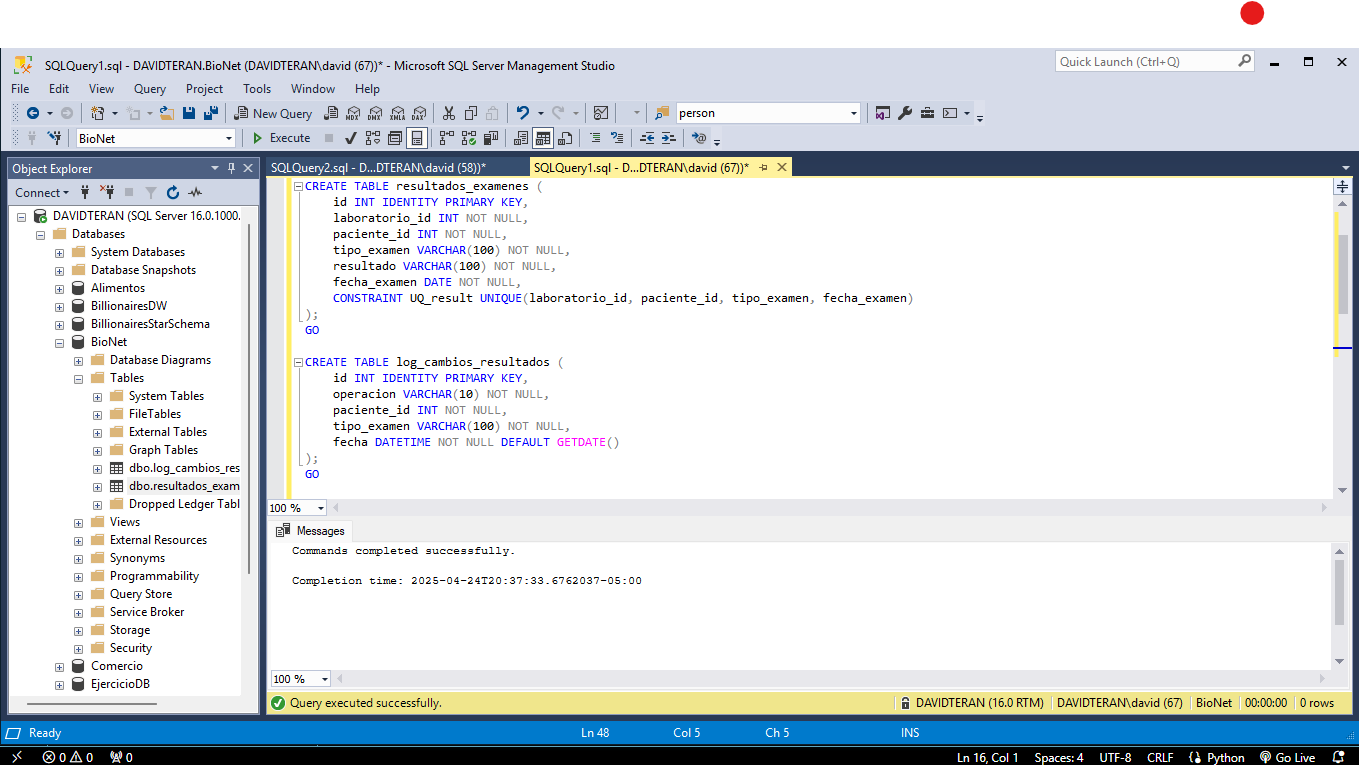 SQLQuery1.sql - DAVIDTERAN.BioNet (DAVIDTERAN\david (67))* - Microsoft SQL Server Management Studio
Quick Launch (Ctrl+Q)
File Edit View Query Project Tools Window Help
New Query MDX DMX XMLA DAX person
BioNet Execute
Object Explorer
Connect
DAVIDTERAN (SQL Server 16.0.1000.
Databases
System Databases
Database Snapshots
Alimentos
BillionairesDW
BillionairesStarSchema
BioNet
Database Diagrams
Tables
System Tables
FileTables
External Tables
Graph Tables
dbo.log_cambios_res
dbo.resultados_exam
Dropped Ledger Tabl
Views
External Resources
Synonyms
Programmability
Query Store
Service Broker
Storage
Security
Comercio
EjercicioDB
SQLQuery2.sql - D...DTERAN\david (58))* SQLQuery1.sql - D...DTERAN\david (67))*
CREATE TABLE resultados_examenes (
id INT IDENTITY PRIMARY KEY,
laboratorio_id INT NOT NULL,
paciente_id INT NOT NULL,
tipo_examen VARCHAR(100) NOT NULL,
resultado VARCHAR(100) NOT NULL,
fecha_examen DATE NOT NULL,
CONSTRAINT UQ_result UNIQUE(laboratorio_id, paciente_id, tipo_examen, fecha_examen)
);
GO
CREATE TABLE log_cambios_resultados (
id INT IDENTITY PRIMARY KEY,
operacion VARCHAR(10) NOT NULL,
paciente_id INT NOT NULL,
tipo_examen VARCHAR(100) NOT NULL,
fecha DATETIME NOT NULL DEFAULT GETDATE()
);
GO
100 %
Messages
Commands completed successfully.
Completion time: 2025-04-24T20:37:33.6762037-05:00
100 %
Query executed successfully. DAVIDTERAN (16.0 RTM) DAVIDTERAN\david (67) BioNet 00:00:00 0 rows
Ready Ln 48 Col 5 Ch 5 INS
0 0 0 Ln 16, Col 1 Spaces: 4 UTF-8 CRLF Python Go Live